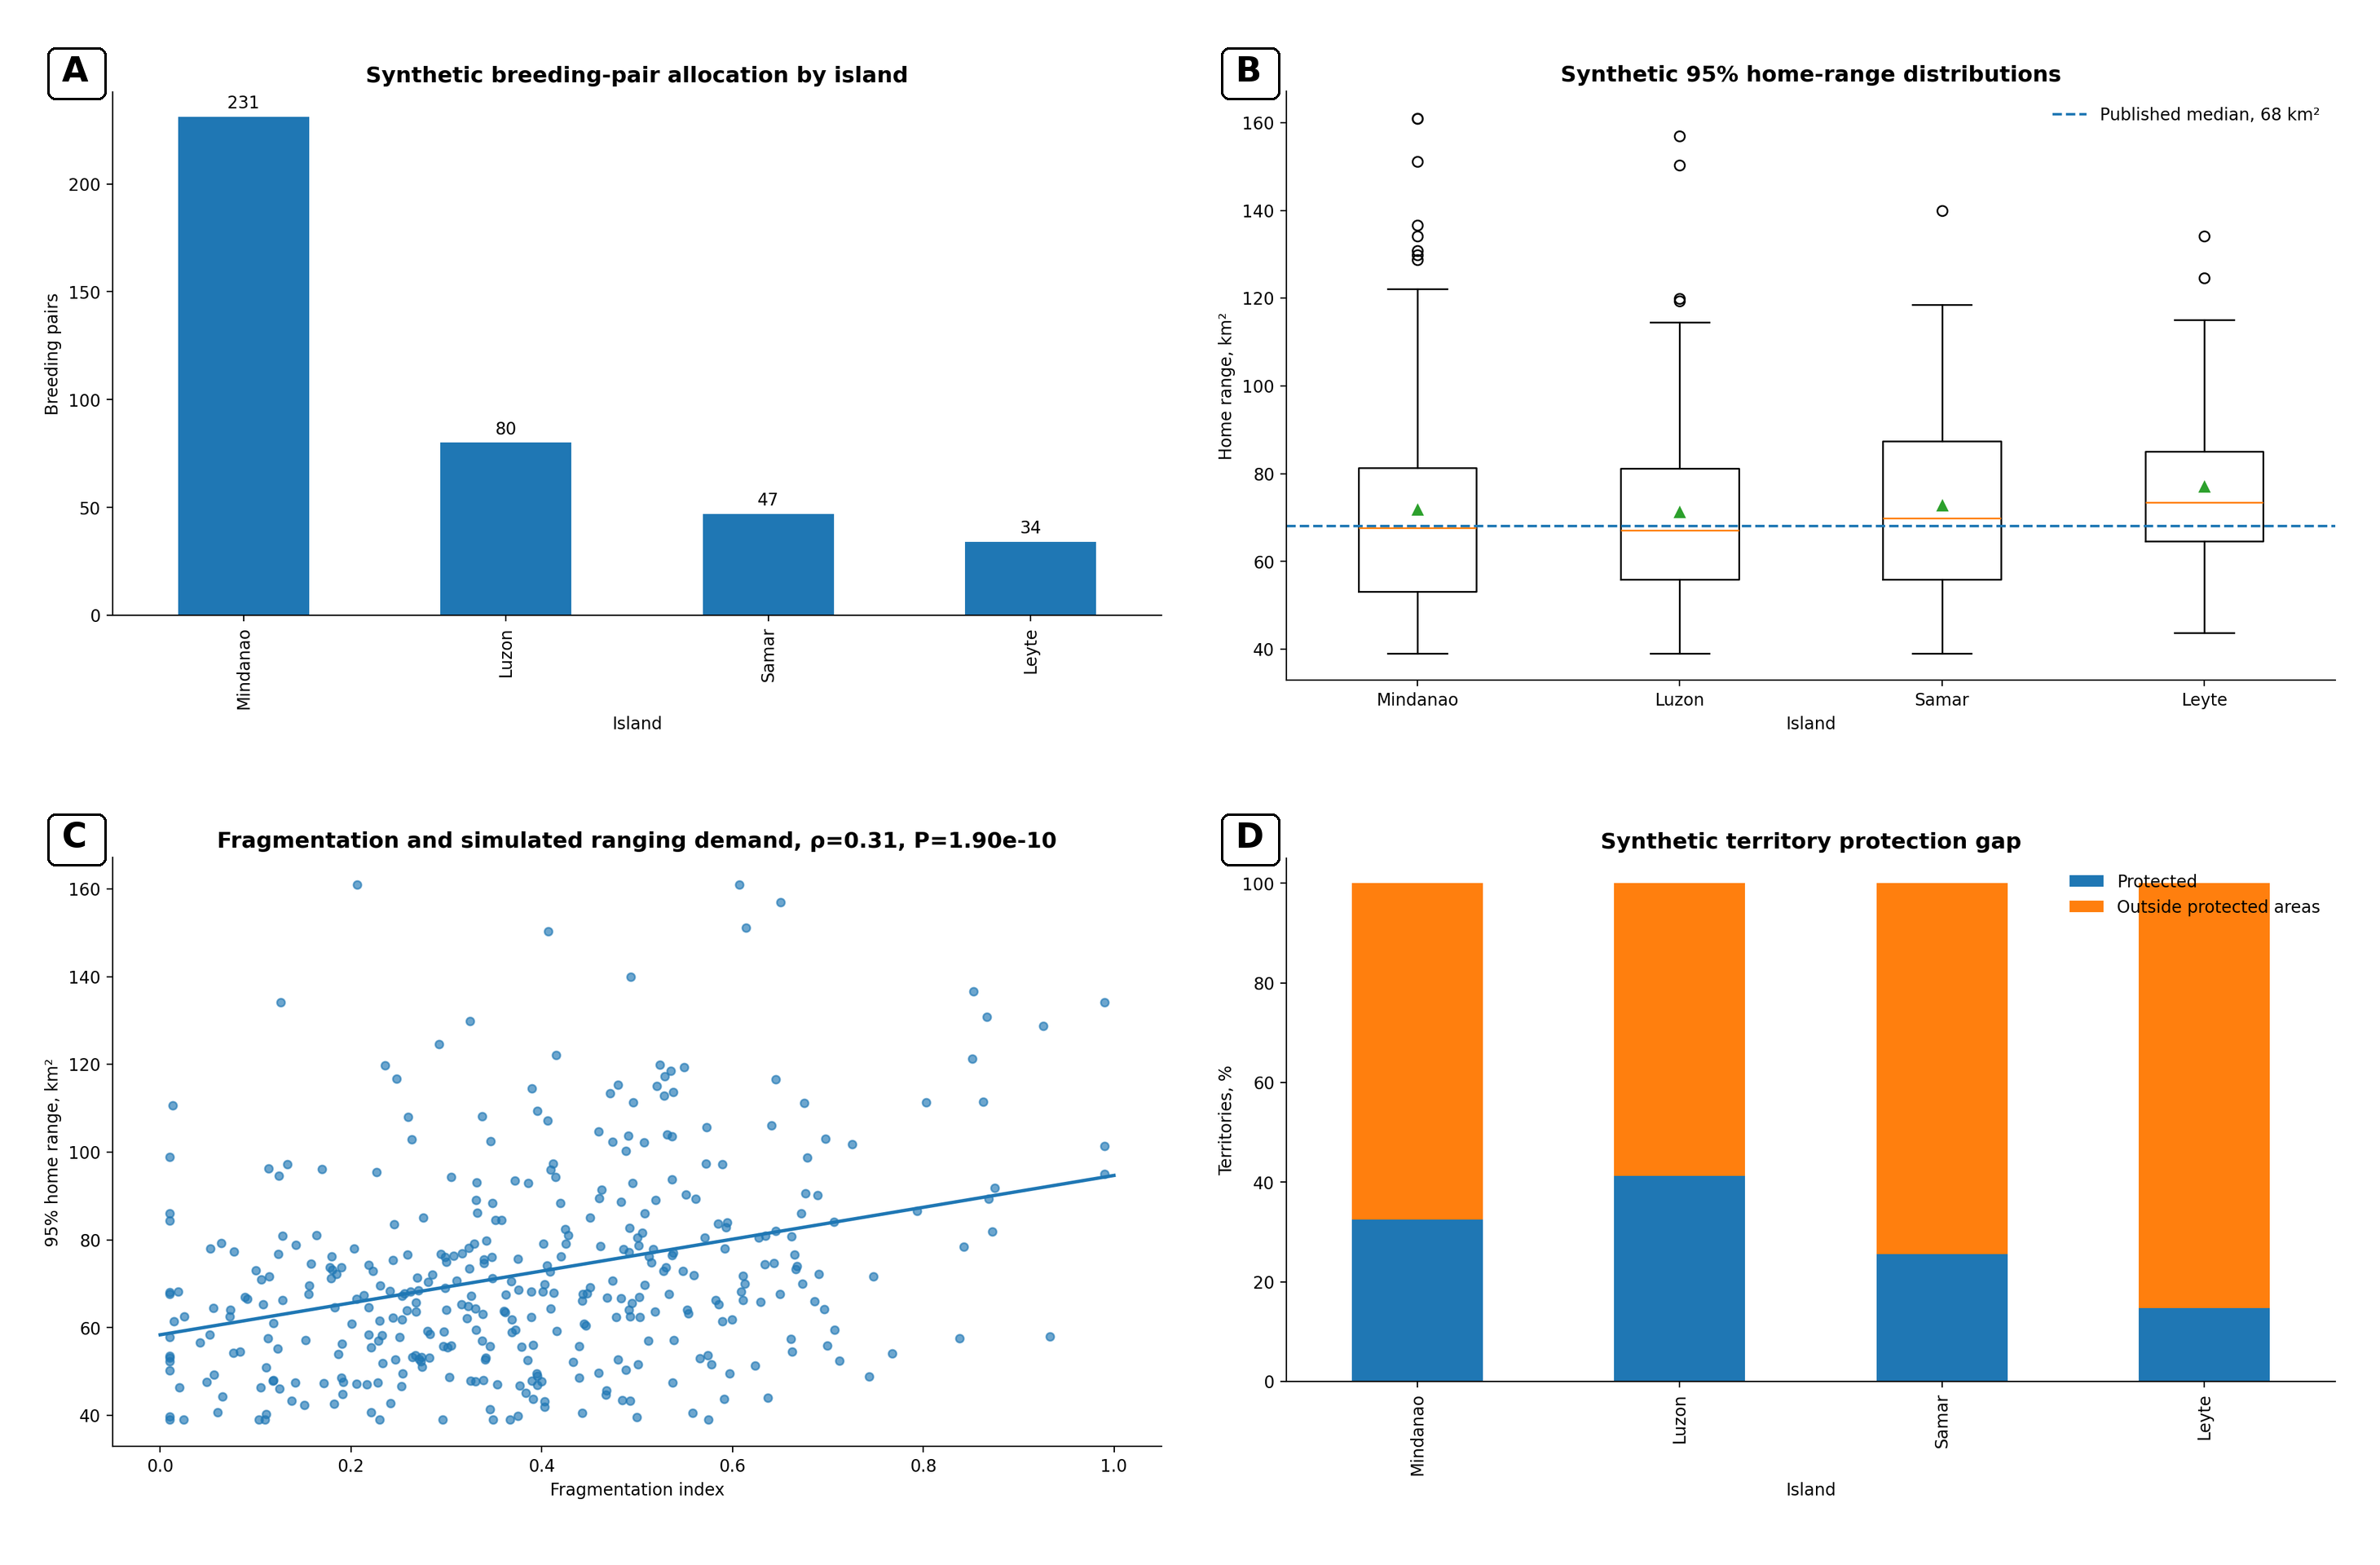 A
Synthetic breeding-pair allocation by island
231
80
47
34
200
150
100
50
0
Breeding pairs
Mindanao
Luzon
Samar
Leyte
Island
B
Synthetic 95% home-range distributions
Published median, 68 km²
160
140
120
100
80
60
40
Home range, km²
Mindanao
Luzon
Samar
Leyte
Island
C
Fragmentation and simulated ranging demand, ρ=0.31, P=1.90e-10
160
140
120
100
80
60
40
95% home range, km²
0.0
0.2
0.4
0.6
0.8
1.0
Fragmentation index
D
Synthetic territory protection gap
Protected
Outside protected areas
100
80
60
40
20
0
Territories, %
Mindanao
Luzon
Samar
Leyte
Island